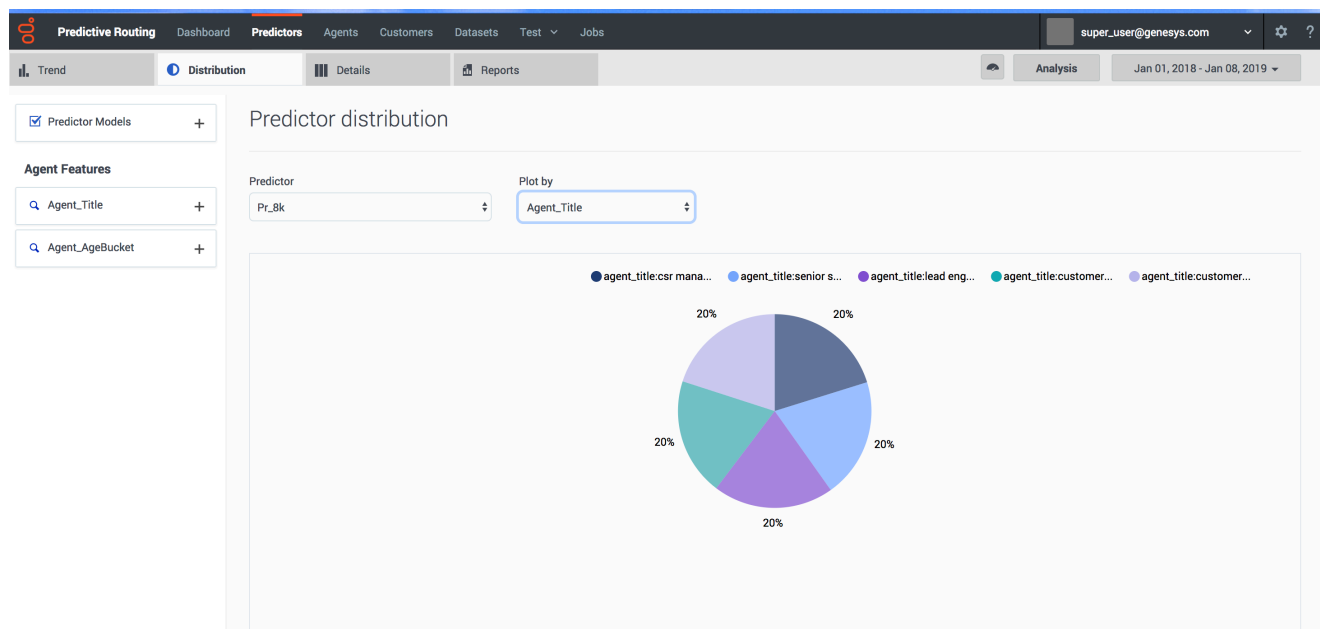 Predictive Routing Dashboard Predictors Agents Customers Datasets Test Jobs super_user@genesys.com ?
Trend Distribution Details Reports Analysis Jan 01, 2018 - Jan 08, 2019
Predictor Models +
Predictor distribution
Agent Features
Predictor Plot by
Agent_Title +
Pr_8k Agent_Title
Agent_AgeBucket +
agent_title:csr mana... agent_title:senior s... agent_title:lead eng... agent_title:customer... agent_title:customer...
20% 20%
20% 20%
20%